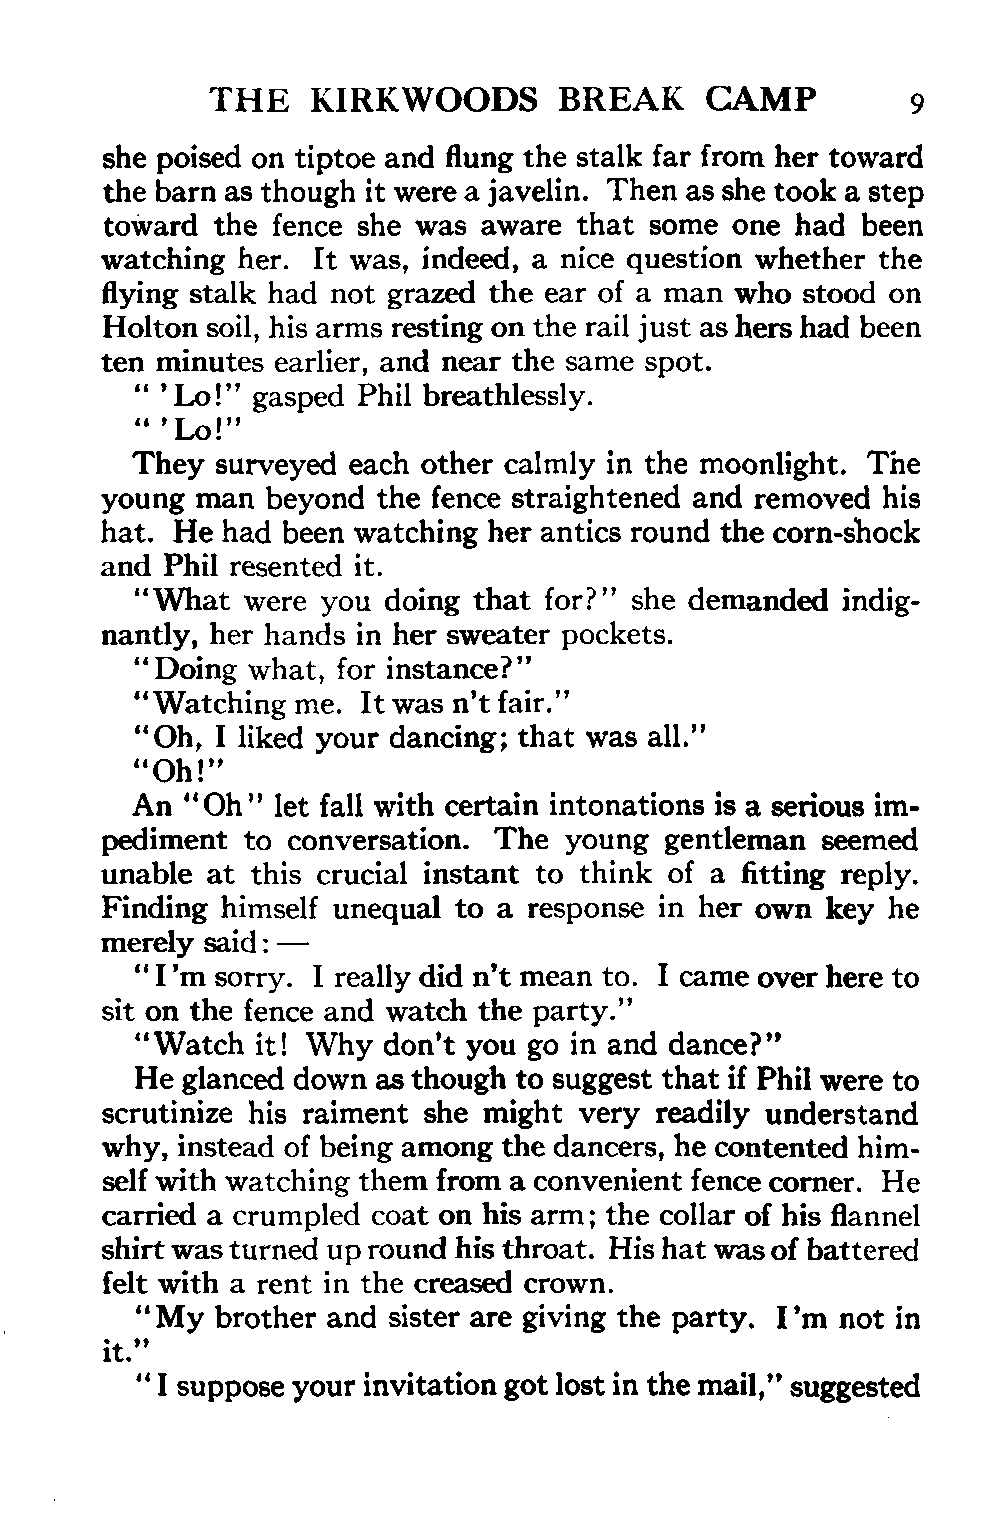 THE KIRKWOODS BREAK CAMP 9
she poised on tiptoe and flung the stalk far from her toward
the barn as though it were a javelin. Then as she took a step
toward the fence she was aware that some one had been
watching her. It was, indeed, a nice question whether the
flying stalk had not grazed the ear of a man who stood on
Holton soil, his arms resting on the rail just as hers had been
ten minutes earlier, and near the same spot.
" 'Lo!" gasped Phil breathlessly.
" 'Lo!"
They surveyed each other calmly in the moonlight. The
young man beyond the fence straightened and removed his
hat. He had been watching her antics round the corn-shock
and Phil resented it.
"What were you doing that for?" she demanded indig-
nantly, her hands in her sweater pockets.
"Doing what, for instance?"
"Watching me. It was n't fair."
"Oh, I liked your dancing; that was all."
"Oh!"
An "Oh" let fall with certain intonations is a serious im-
pediment to conversation. The young gentleman seemed
unable at this crucial instant to think of a fitting reply.
Finding himself unequal to a response in her own key he
merely said: —
"I 'm sorry. I really did n't mean to. I came over here to
sit on the fence and watch the party."
"Watch it! Why don't you go in and dance?"
He glanced down as though to suggest that if Phil were to
scrutinize his raiment she might very readily understand
why, instead of being among the dancers, he contented him-
self with watching them from a convenient fence corner. He
carried a crumpled coat on his arm; the collar of his flannel
shirt was turned up round his throat. His hat was of battered
felt with a rent in the creased crown.
"My brother and sister are giving the party. I 'm not in
it."
"I suppose your invitation got lost in the mail," suggested